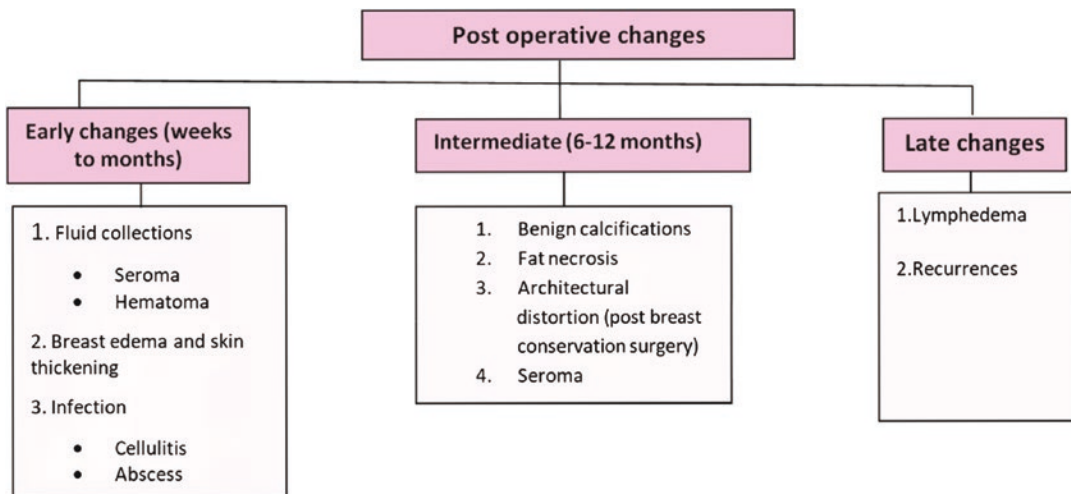 Post operative changes
Early changes (weeks
to months)
1. Fluid collections
• Seroma
• Hematoma
2. Breast edema and skin
thickening
3. Infection
• Cellulitis
• Abscess
Intermediate (6-12 months)
1. Benign calcifications
2. Fat necrosis
3. Architectural
distortion (post breast
conservation surgery)
4. Seroma
Late changes
1.Lymphedema
2.Recurrences